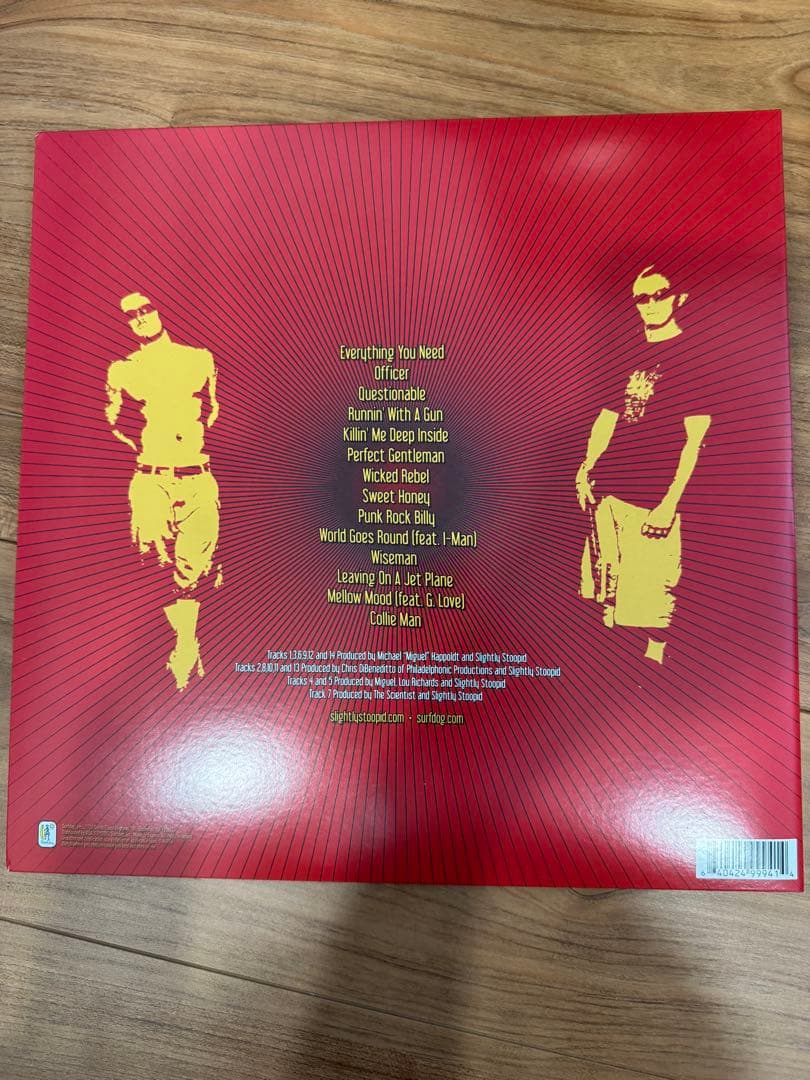 Everything You Need
Officer
Questionable
Runnin' With A Gun
Killin' Me Deep Inside
Perfect Gentleman
Wicked Rebel
Sweet Honey
Punk Rock Billy
World Goes Round (feat. I-Man)
Wiseman
Leaving On A Jet Plane
Mellow Mood (feat. G. Love)
Collie Man
Tracks 1,3,6,9,12 and 14 Produced by Michael "Miguel" Happoldt and Slightly Stoopid
Tracks 2,8,10,11 and 13 Produced by Chris DiBeneditto of Philadelphonic Productions and Slightly Stoopid
Tracks 4 and 5 Produced by Miguel, Lou Richards and Slightly Stoopid
Track 7 Produced by The Scientist and Slightly Stoopid
slightlystoopid.com • surfdog.com
6 40424 99941 4